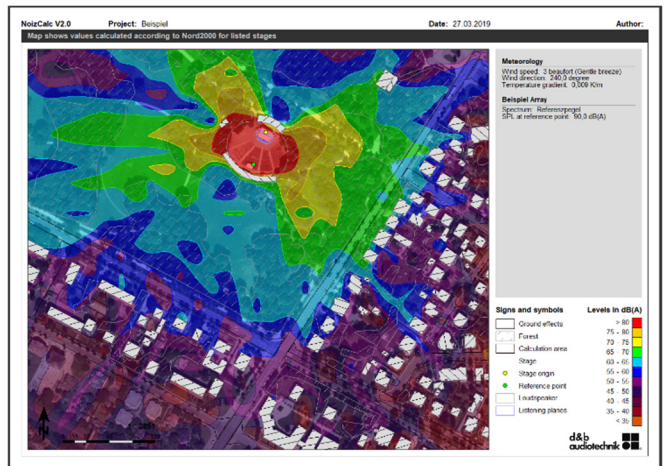 NoizCalc V2.0 Project: Beispiel Date: 27.03.2019 Author:
Map shows values calculated according to Nord2000 for listed stages
Meteorology
Wind speed: 3 beaufort (Gentle breeze)
Wind direction: 240,0 degree
Temperature gradient: 0,009 K/m
Beispiel Array
Spectrum: Referenzpegel
SPL at reference point: 90,0 dB(A)
Signs and symbols
Ground effects
Forest
Calculation area
Stage
Stage origin
Reference point
Loudspeaker
Listening planes
Levels in dB(A)
> 80
75 - 80
70 - 75
65 - 70
60 - 65
55 - 60
50 - 55
45 - 50
40 - 45
35 - 40
< 35
d&b
audiotechnik